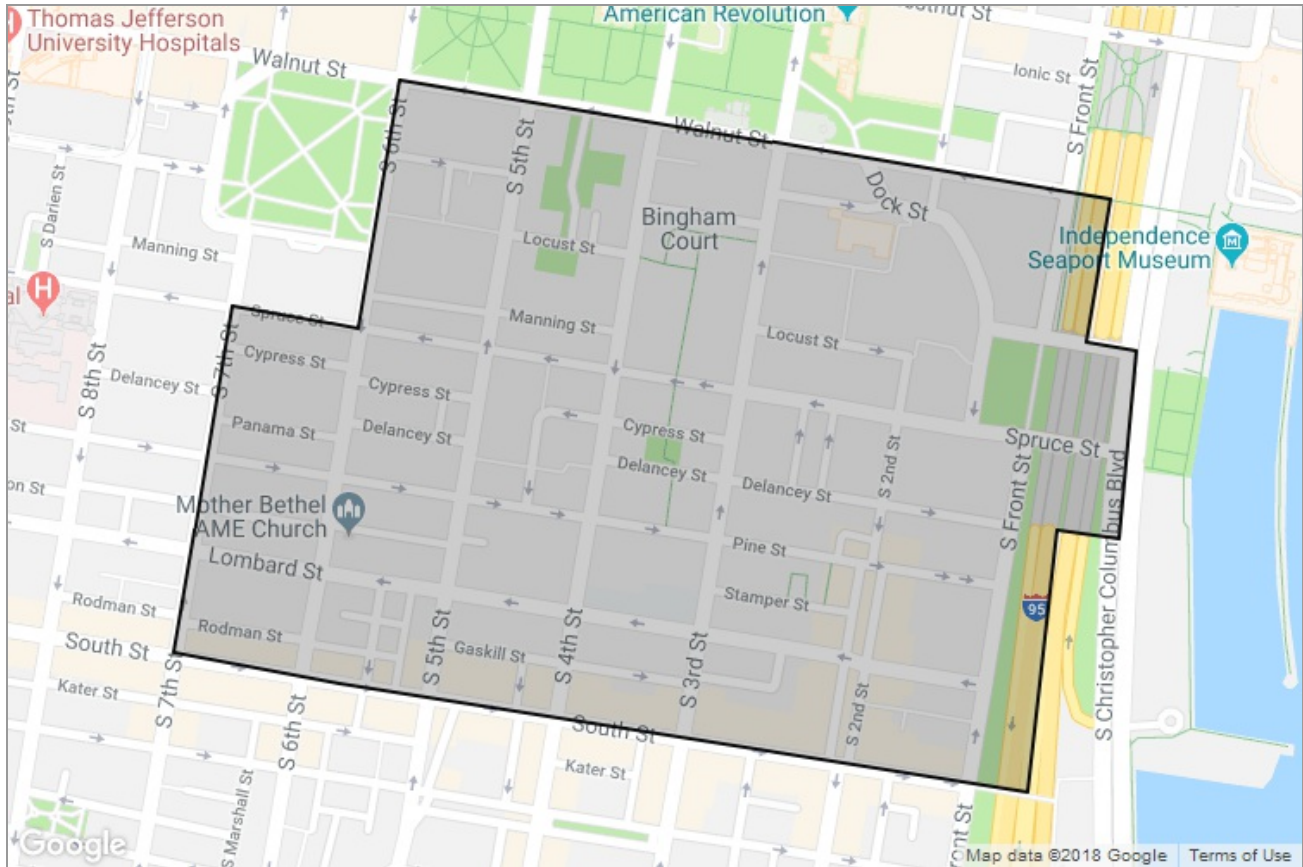 Thomas Jefferson
University Hospitals
American Revolution
Walnut St
Ionic St
S Front St
S 6th St
S 5th St
Walnut St
Dock St
S Darien St
Bingham
Court
Independence
Seaport Museum
Manning St
Locust St
al
H
H
Spruce St
Manning St
Locust St
S 8th St
S 7th St
Cypress St
Delancey St
Cypress St
Panama St
Delancey St
Cypress St
Spruce St
Delancey St
Delancey St
S 2nd St
S Front St
S Christopher Columbus Blvd
Mother Bethel
AME Church
Pine St
Lombard St
Stamper St
95
Rodman St
Rodman St
South St
Gaskill St
S 5th St
S 4th St
S 3rd St
S 2nd St
Kater St
S 7th St
S 6th St
South St
Kater St
S Marshall St
Front St
Google
Map data ©2018 Google
Terms of Use